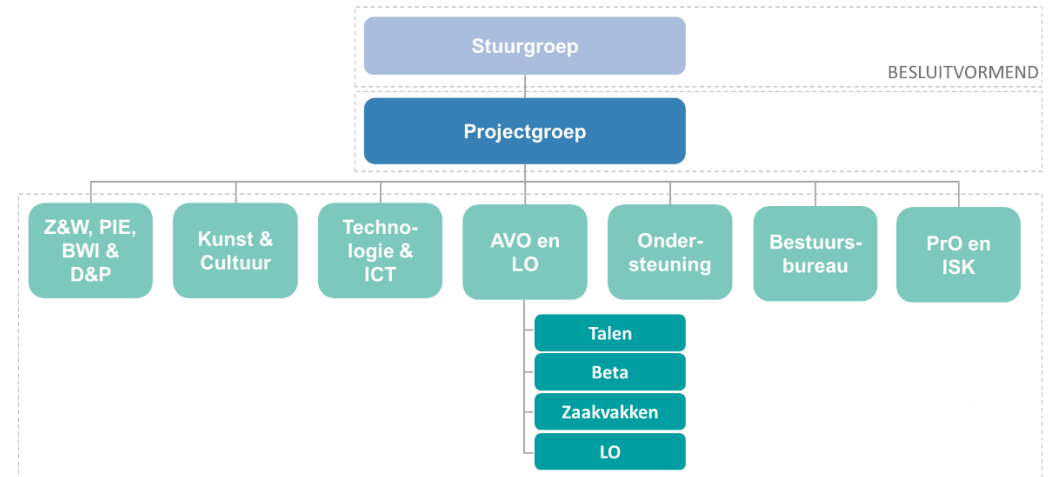 Stuurgroep
BESLUITVORMEND
Projectgroep
Z&W, PIE,
BWI &
D&P
Kunst &
Cultuur
Techno-
logie &
ICT
AVO en
LO
Onder-
steuning
Bestuurs-
bureau
PrO en
ISK
Talen
Beta
Zaakvakken
LO